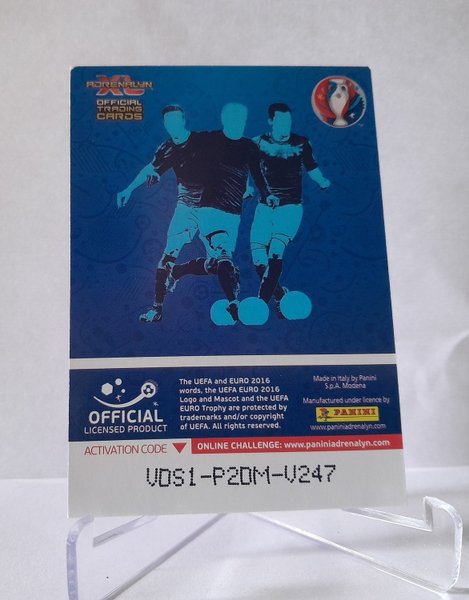 ADRENALYN
XL
OFFICIAL
TRADING
CARDS
OFFICIAL
LICENSED PRODUCT
The UEFA and EURO 2016
words, the UEFA EURO 2016
Logo and Mascot and the UEFA
EURO Trophy are protected by
trademarks and/or copyright
of UEFA. All rights reserved.
Made in Italy by Panini
S.p.A. Modena
Manufactured under licence by
PANINI
www.paninigroup.com
ACTIVATION CODE
ONLINE CHALLENGE: www.paniniadrenalyn.com
VDS1-P2DM-V247